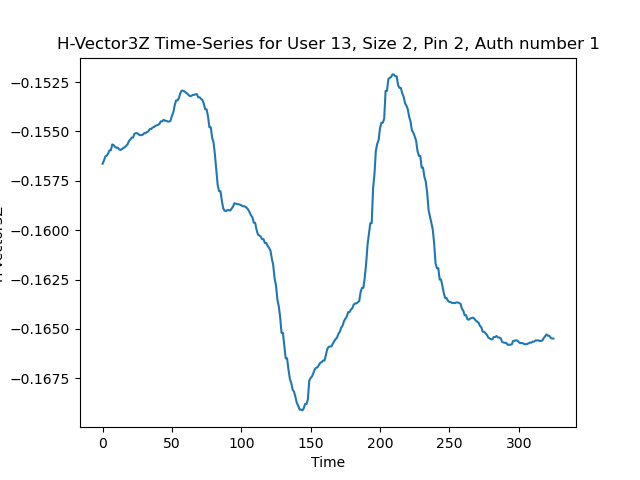 H-Vector3Z Time-Series for User 13, Size 2, Pin 2, Auth number 1
−0.1525
−0.1550
−0.1575
−0.1600
−0.1625
−0.1650
−0.1675
0 50 100 150 200 250 300
Time